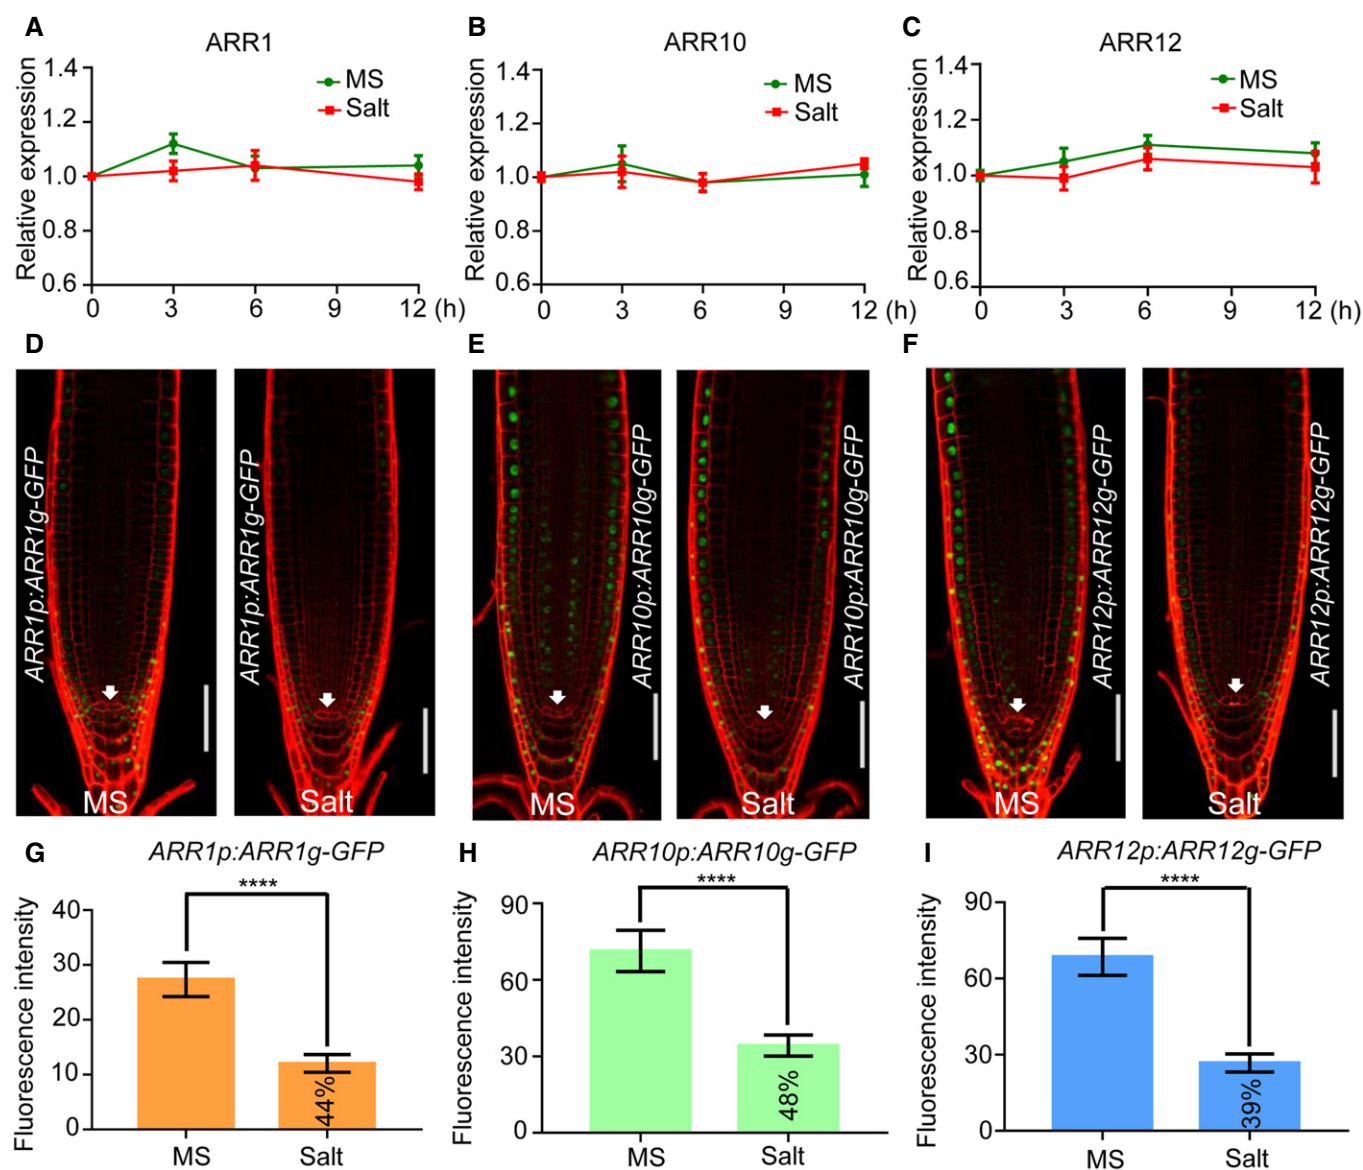 A
ARR1
MS
Salt
Relative expression
1.4
1.2
1.0
0.8
0.6
0 3 6 9 12 (h)
B
ARR10
MS
Salt
Relative expression
1.4
1.2
1.0
0.8
0.6
0 3 6 9 12 (h)
C
ARR12
MS
Salt
Relative expression
1.4
1.2
1.0
0.8
0.6
0 3 6 9 12 (h)
D
ARR1p:ARR1g-GFP
MS
ARR1p:ARR1g-GFP
Salt
E
ARR10p:ARR10g-GFP
MS
ARR10p:ARR10g-GFP
Salt
F
ARR12p:ARR12g-GFP
MS
ARR12p:ARR12g-GFP
Salt
G
ARR1p:ARR1g-GFP
****
Fluorescence intensity
40
30
20
10
0
44%
MS Salt
H
ARR10p:ARR10g-GFP
****
Fluorescence intensity
90
60
30
0
48%
MS Salt
I
ARR12p:ARR12g-GFP
****
Fluorescence intensity
90
60
30
0
39%
MS Salt